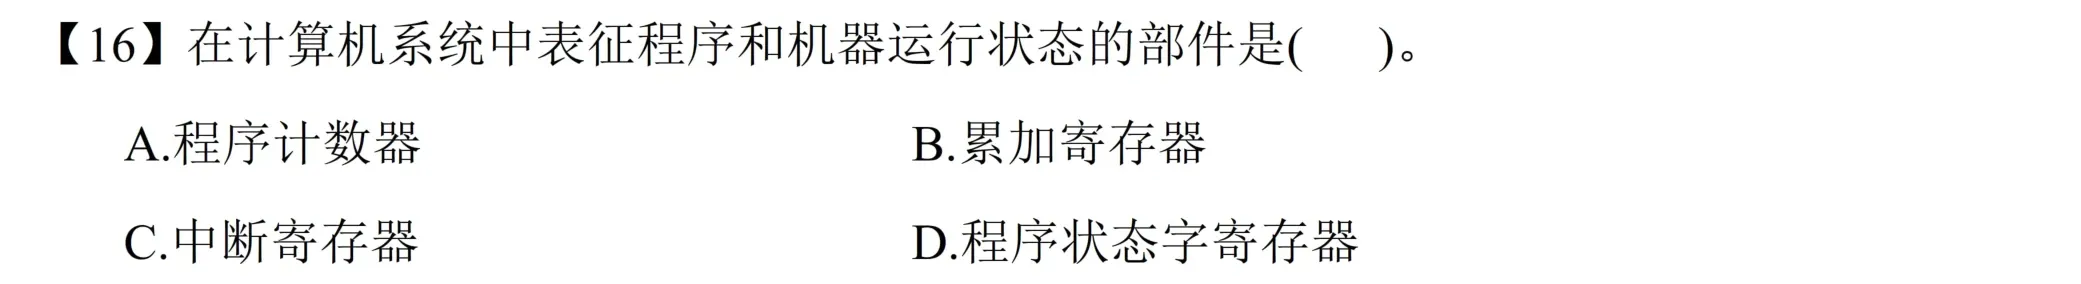 【16】在计算机系统中表征程序和机器运行状态的部件是(    )。
A.程序计数器    B.累加寄存器
C.中断寄存器    D.程序状态字寄存器